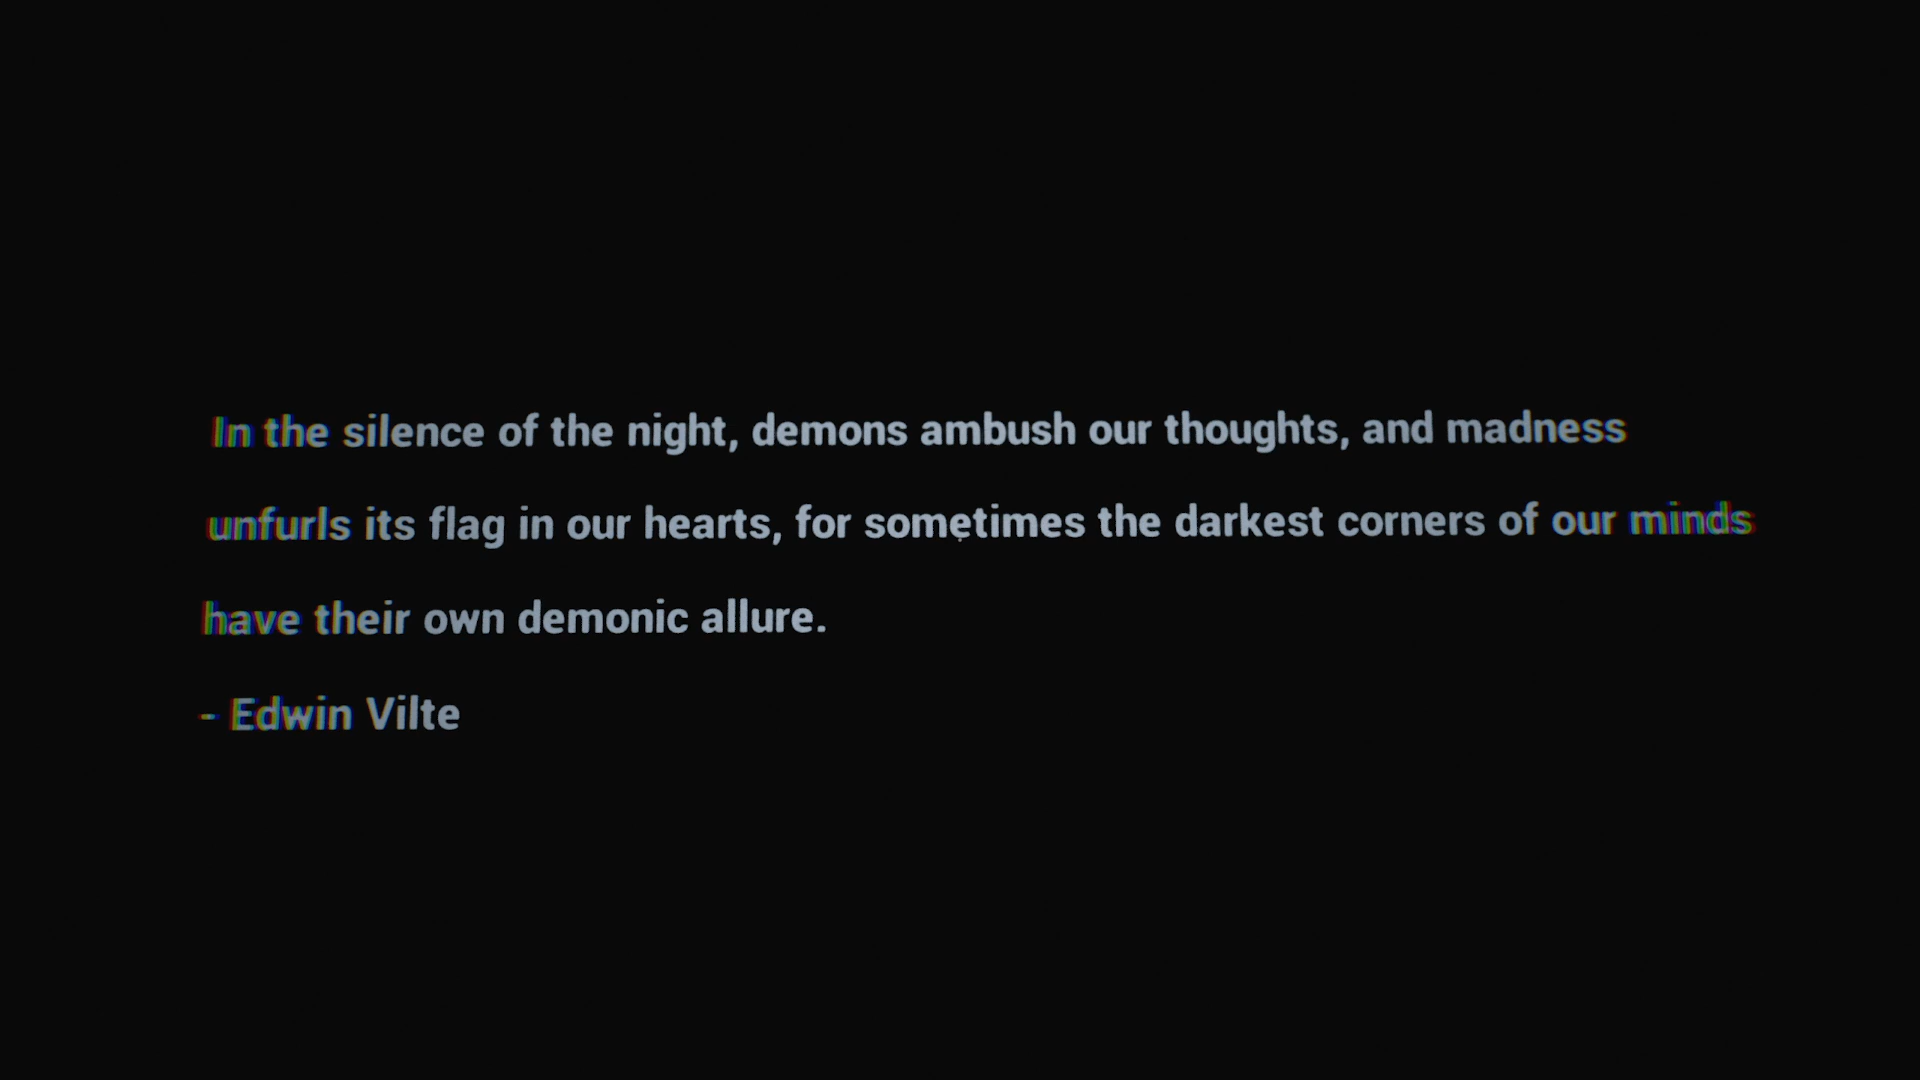 In the silence of the night, demons ambush our thoughts, and madness
unfurls its flag in our hearts, for sometimes the darkest corners of our minds
have their own demonic allure.
- Edwin Vilte